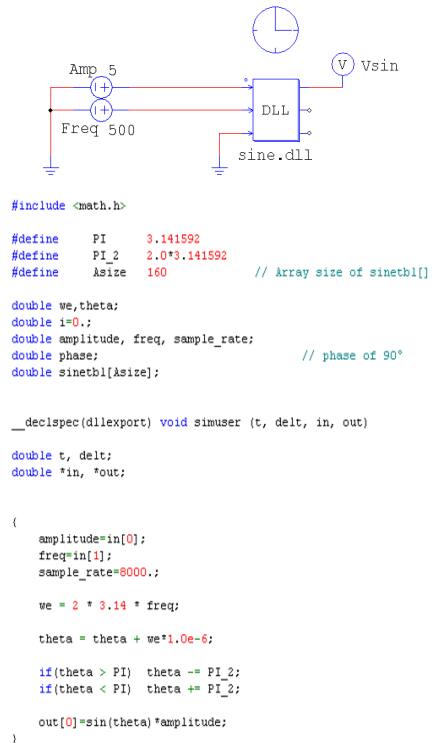 Amp 5
V Vsin
DLL
Freq 500
sine.dll
#include <math.h>
#define PI 3.141592
#define PI_2 2.0*3.141592
#define Asize 160 // Array size of sinetbl[]
double we,theta;
double i=0.;
double amplitude, freq, sample_rate;
double phase; // phase of 90°
double sinetbl[Asize];
__declspec(dllexport) void simuser (t, delt, in, out)
double t, delt;
double *in, *out;
{
amplitude=in[0];
freq=in[1];
sample_rate=8000.;
we = 2 * 3.14 * freq;
theta = theta + we*1.0e-6;
if(theta > PI) theta -= PI_2;
if(theta < PI) theta += PI_2;
out[0]=sin(theta)*amplitude;
}